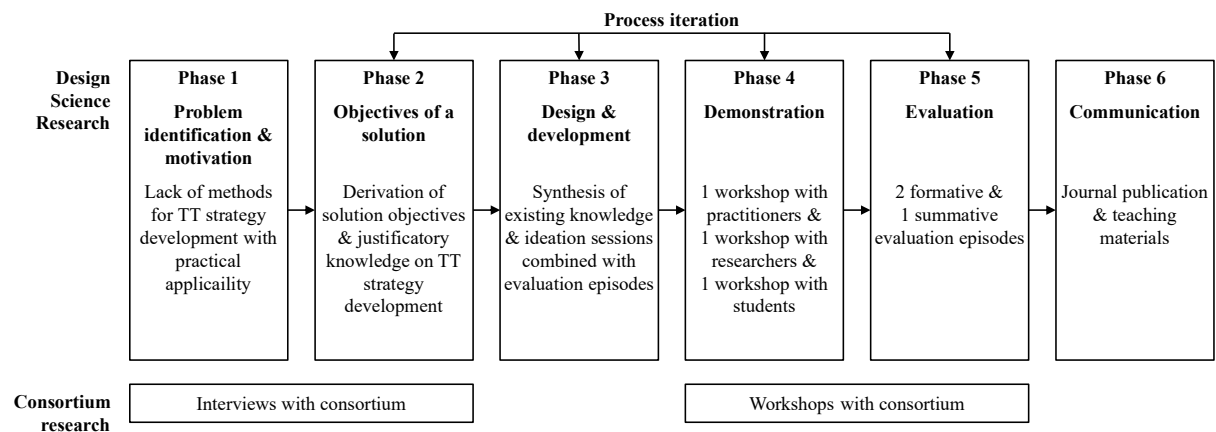 Process iteration
Design
Science
Research
Phase 1
Problem
identification &
motivation
Lack of methods
for TT strategy
development with
practical
applicaility
Phase 2
Objectives of a
solution
Derivation of
solution objectives
& justificatory
knowledge on TT
strategy
development
Phase 3
Design &
development
Synthesis of
existing knowledge
& ideation sessions
combined with
evaluation episodes
Phase 4
Demonstration
1 workshop with
practitioners &
1 workshop with
researchers &
1 workshop with
students
Phase 5
Evaluation
2 formative &
1 summative
evaluation episodes
Phase 6
Communication
Journal publication
& teaching
materials
Consortium
research
Interviews with consortium
Workshops with consortium